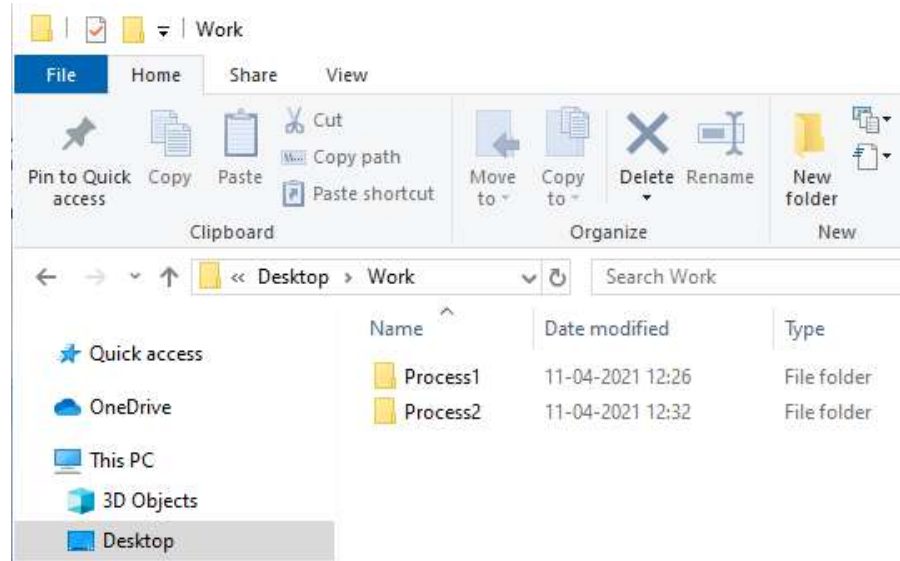 Work
File Home Share View
Pin to Quick access
Copy
Paste
Cut
Copy path
Paste shortcut
Move to
Copy to
Delete
Rename
New folder
Clipboard
Organize
New
« Desktop > Work
Search Work
Name Date modified Type
Process1 11-04-2021 12:26 File folder
Process2 11-04-2021 12:32 File folder
Quick access
OneDrive
This PC
3D Objects
Desktop